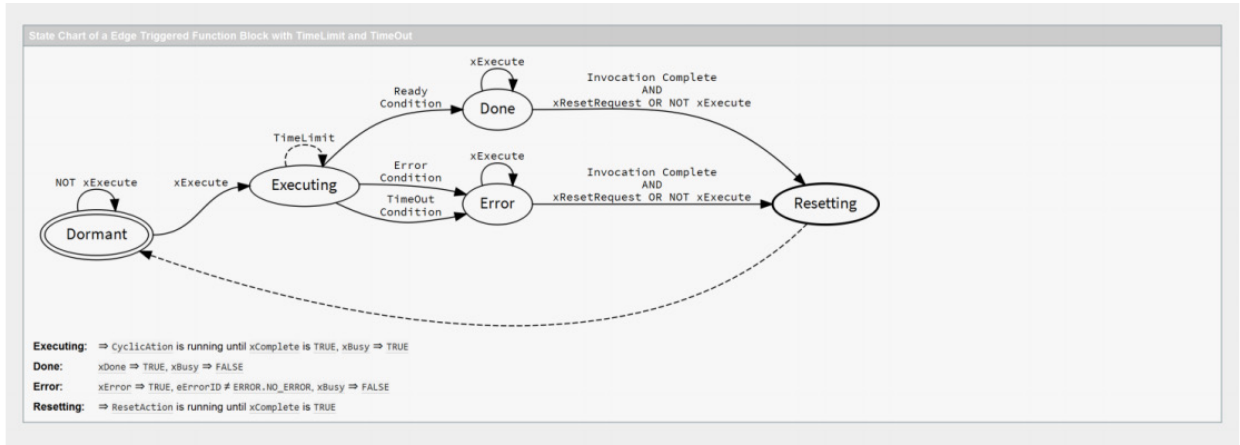 State Chart of a Edge Triggered Function Block with TimeLimit and TimeOut
xExecute
Invocation Complete
AND
xResetRequest OR NOT xExecute
Ready
Condition
Done
TimeLimit
xExecute
Error
Condition
Invocation Complete
AND
xResetRequest OR NOT xExecute
NOT xExecute
xExecute
Executing
TimeOut
Condition
Error
Resetting
Dormant
Executing: ⇒ CyclicAtion is running until xComplete is TRUE, xBusy ⇒ TRUE
Done: xDone ⇒ TRUE, xBusy ⇒ FALSE
Error: xError ⇒ TRUE, eErrorID ≠ ERROR.NO_ERROR, xBusy ⇒ FALSE
Resetting: ⇒ ResetAction is running until xComplete is TRUE